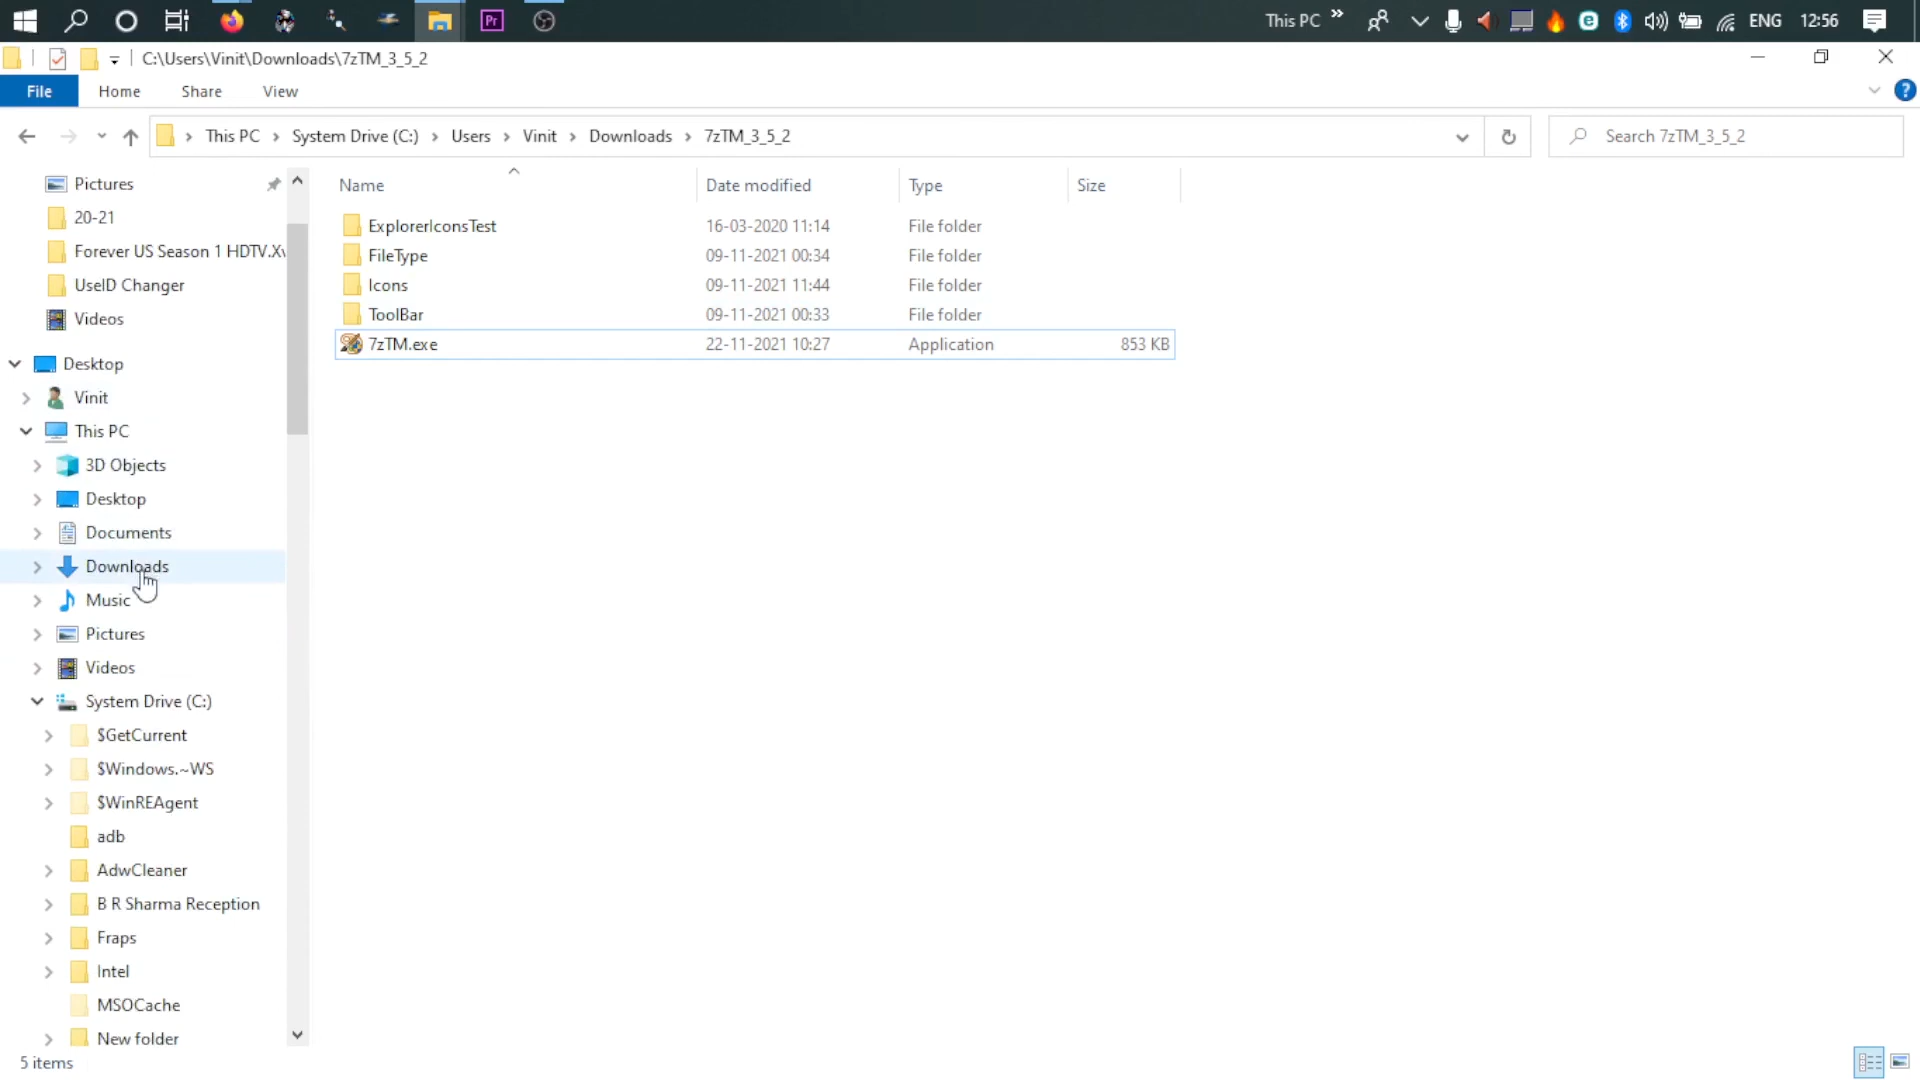 Pr
This PC
ENG
12:56
C:\Users\Vinit\Downloads\7zTM_3_5_2
File
Home
Share
View
?
This PC
System Drive (C:)
Users
Vinit
Downloads
7zTM_3_5_2
Search 7zTM_3_5_2
Pictures
20-21
Forever US Season 1 HDTV.X
UseID Changer
Videos
Desktop
Vinit
This PC
3D Objects
Desktop
Documents
Downloads
Music
Pictures
Videos
System Drive (C:)
$GetCurrent
$Windows.~WS
$WinREAgent
adb
AdwCleaner
B R Sharma Reception
Fraps
Intel
MSOCache
New folder
Name Date modified Type Size
ExplorerIconsTest 16-03-2020 11:14 File folder
FileType 09-11-2021 00:34 File folder
Icons 09-11-2021 11:44 File folder
ToolBar 09-11-2021 00:33 File folder
7zTM.exe 22-11-2021 10:27 Application 853 KB
5 items